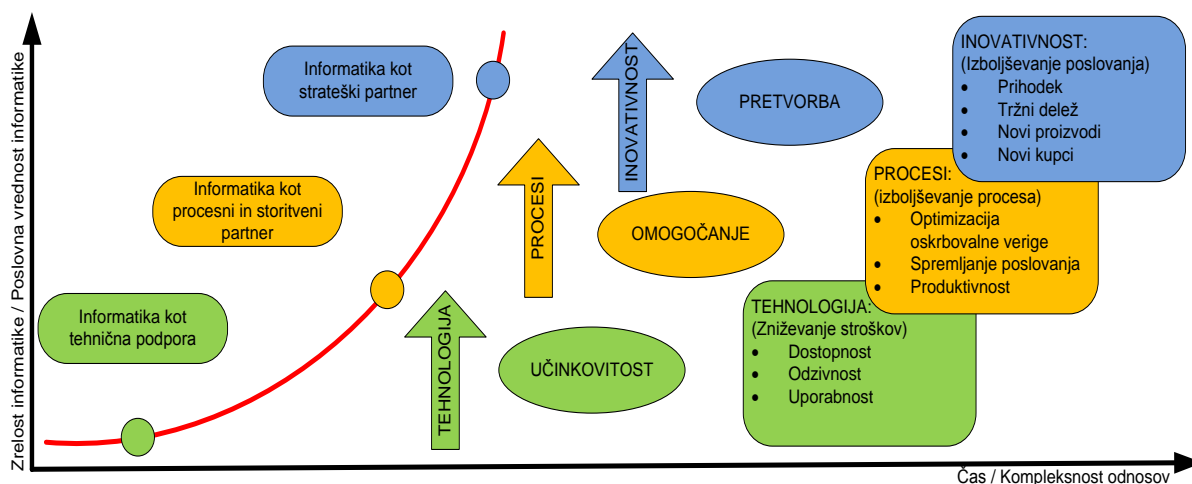 Zrelost informatike / Poslovna vrednost informatike
Informatika kot
strateški partner
INOVATIVNOST
PRETVORBA
INOVATIVNOST:
(Izboljševanje poslovanja)
• Prihodek
• Tržni delež
• Novi proizvodi
• Novi kupci
Informatika kot
procesni in storitveni
partner
PROCESI
OMOGOČANJE
PROCESI:
(izboljševanje procesa)
• Optimizacija
oskrbovalne verige
• Spremljanje poslovanja
• Produktivnost
Informatika kot
tehnična podpora
TEHNOLOGIJA
UČINKOVITOST
TEHNOLOGIJA:
(Zniževanje stroškov)
• Dostopnost
• Odzivnost
• Uporabnost
Čas / Kompleksnost odnosov